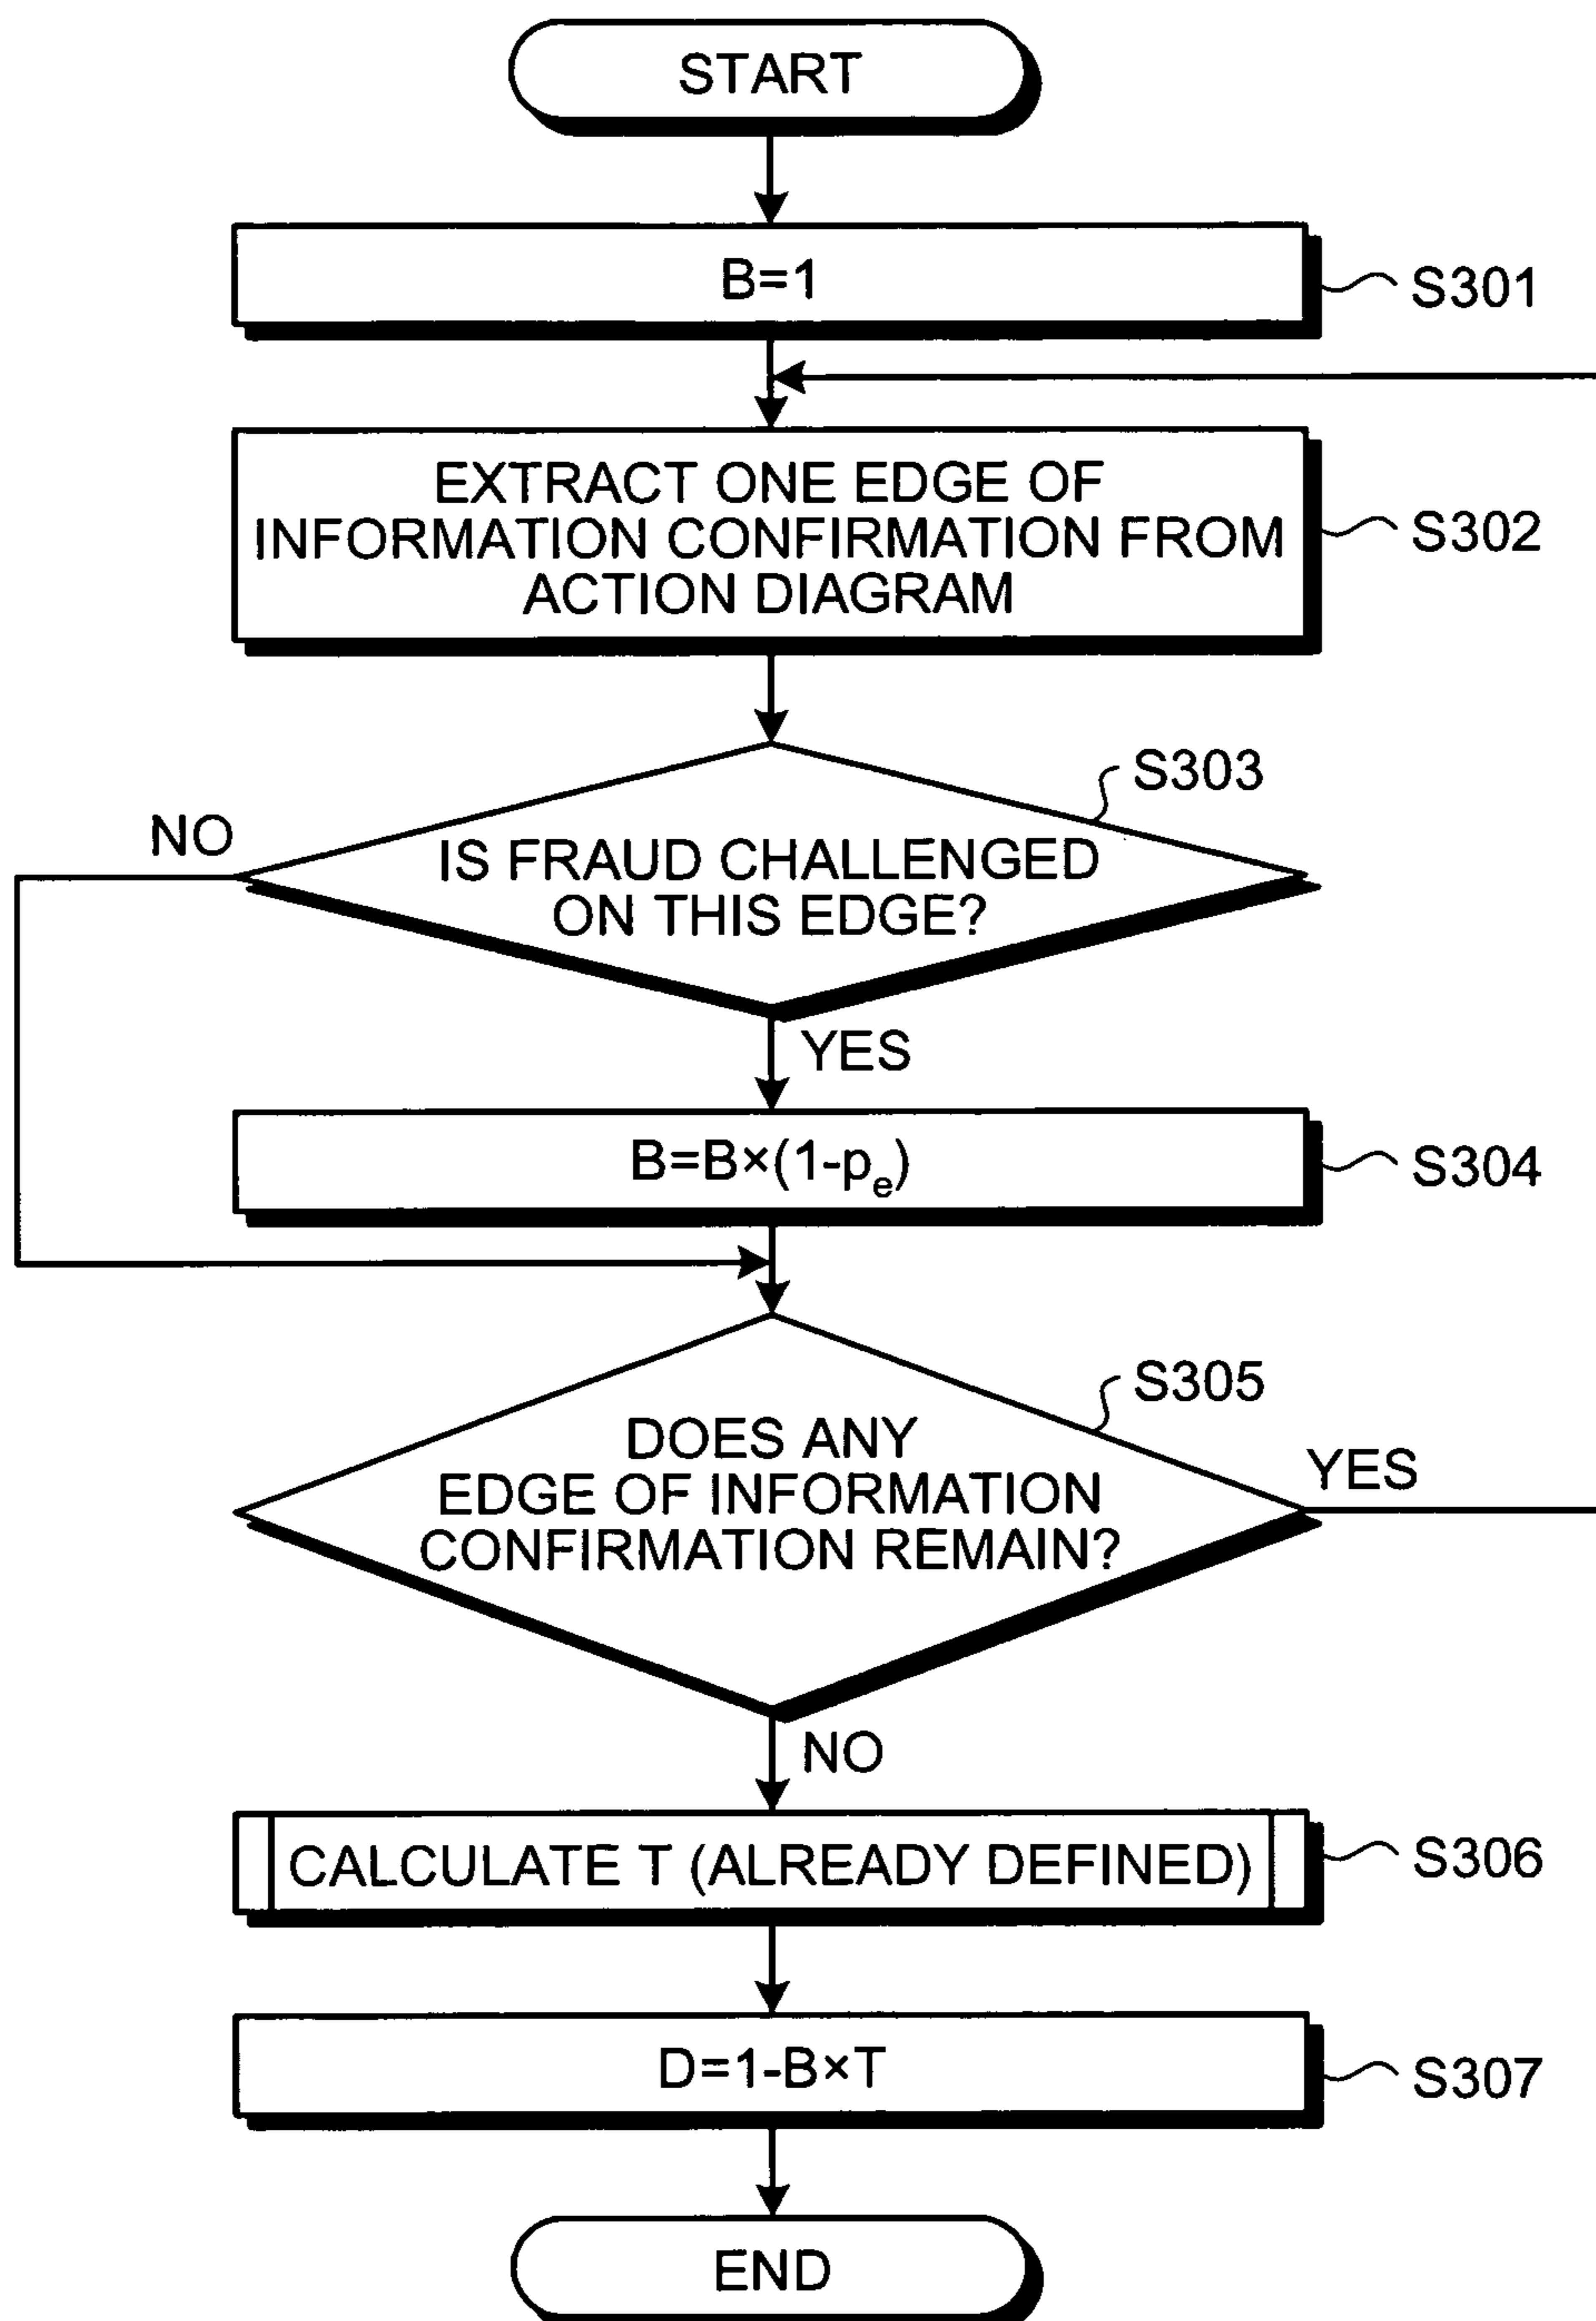 START
B=1
S301
EXTRACT ONE EDGE OF
INFORMATION CONFIRMATION FROM
ACTION DIAGRAM
S302
S303
NO
IS FRAUD CHALLENGED
ON THIS EDGE?
YES
B=B×(1-pₑ)
S304
S305
DOES ANY
EDGE OF INFORMATION
CONFIRMATION REMAIN?
YES
NO
CALCULATE T (ALREADY DEFINED)
S306
D=1-B×T
S307
END